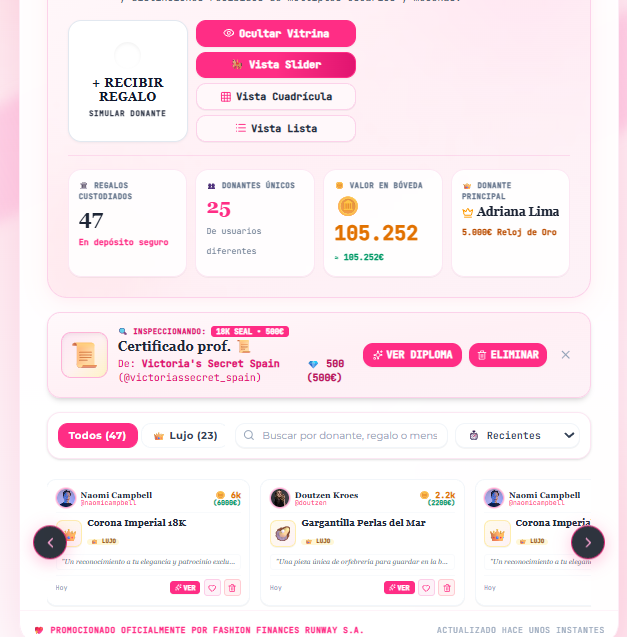 Ocultar Vitrina
Vista Slider
+ RECIBIR
REGALO
SIMULAR DONANTE
Vista Cuadrícula
Vista Lista
REGALOS
CUSTODIADOS
47
En depósito seguro
DONANTES ÚNICOS
25
De usuarios
diferentes
VALOR EN BÓVEDA
105.252
≈ 105.252€
DONANTE
PRINCIPAL
Adriana Lima
5.000€ Reloj de Oro
INSPECCIONANDO: 18K SEAL • 500€
Certificado prof.
De: Victoria's Secret Spain
(@victoriassecret_spain)
500
(500€)
VER DIPLOMA
ELIMINAR
×
Todos (47)
Lujo (23)
Buscar por donante, regalo o mens
Recientes
Naomi Campbell
@naomicampbell
6k
(6000€)
Corona Imperial 18K
LUJO
"Un reconocimiento a tu elegancia y patrocinio exclu...
Hoy
VER
Doutzen Kroes
@doutzen
2.2k
(2200€)
Gargantilla Perlas del Mar
LUJO
"Una pieza única de orfebrería para guardar en la b...
Hoy
VER
Naomi Campbell
@naomicampbell
Corona Imperia
LUJO
"Un reconocimiento a tu elegan
Hoy
PROMOCIONADO OFICIALMENTE POR FASHION FINANCES RUNWAY S.A.
ACTUALIZADO HACE UNOS INSTANTES